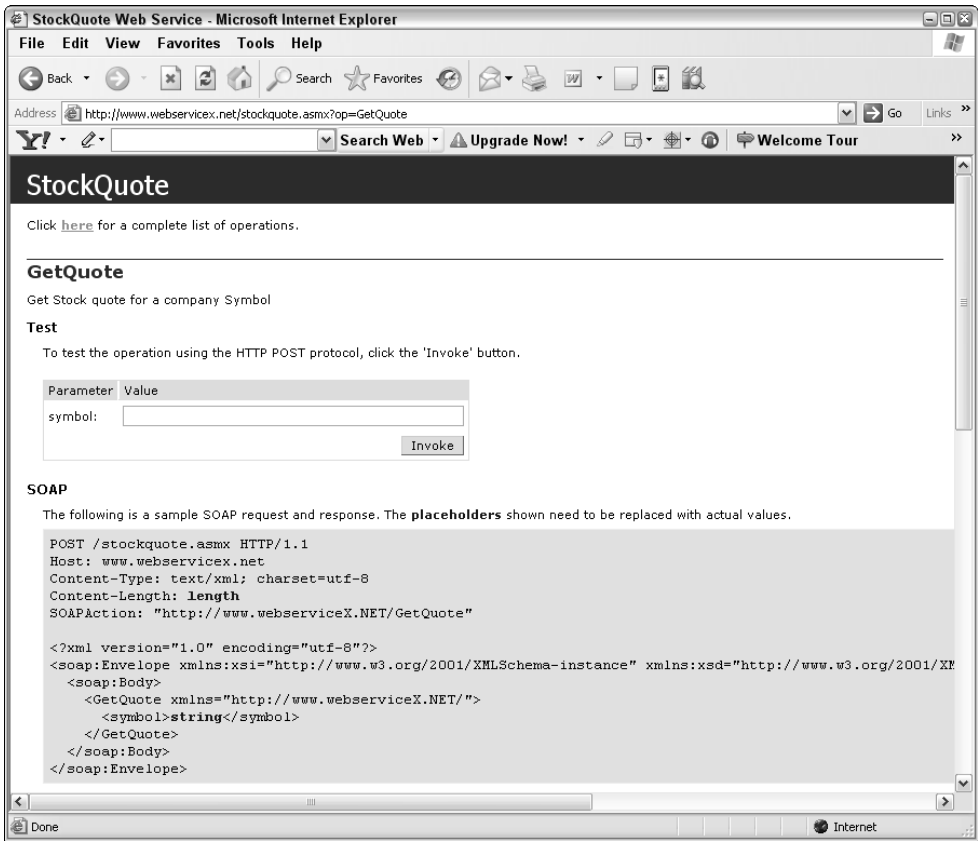 StockQuote Web Service - Microsoft Internet Explorer
File Edit View Favorites Tools Help
Back Search Favorites W
Address http://www.webservicex.net/stockquote.asmx?op=GetQuote Go Links »
Y! Search Web Upgrade Now! Welcome Tour »
StockQuote
Click here for a complete list of operations.
GetQuote
Get Stock quote for a company Symbol
Test
To test the operation using the HTTP POST protocol, click the 'Invoke' button.
Parameter Value
symbol:
Invoke
SOAP
The following is a sample SOAP request and response. The placeholders shown need to be replaced with actual values.
POST /stockquote.asmx HTTP/1.1
Host: www.webservicex.net
Content-Type: text/xml; charset=utf-8
Content-Length: length
SOAPAction: "http://www.webserviceX.NET/GetQuote"
<?xml version="1.0" encoding="utf-8"?>
<soap:Envelope xmlns:xsi="http://www.w3.org/2001/XMLSchema-instance" xmlns:xsd="http://www.w3.org/2001/XM
<soap:Body>
<GetQuote xmlns="http://www.webserviceX.NET/">
<symbol>string</symbol>
</GetQuote>
</soap:Body>
</soap:Envelope>
Done Internet